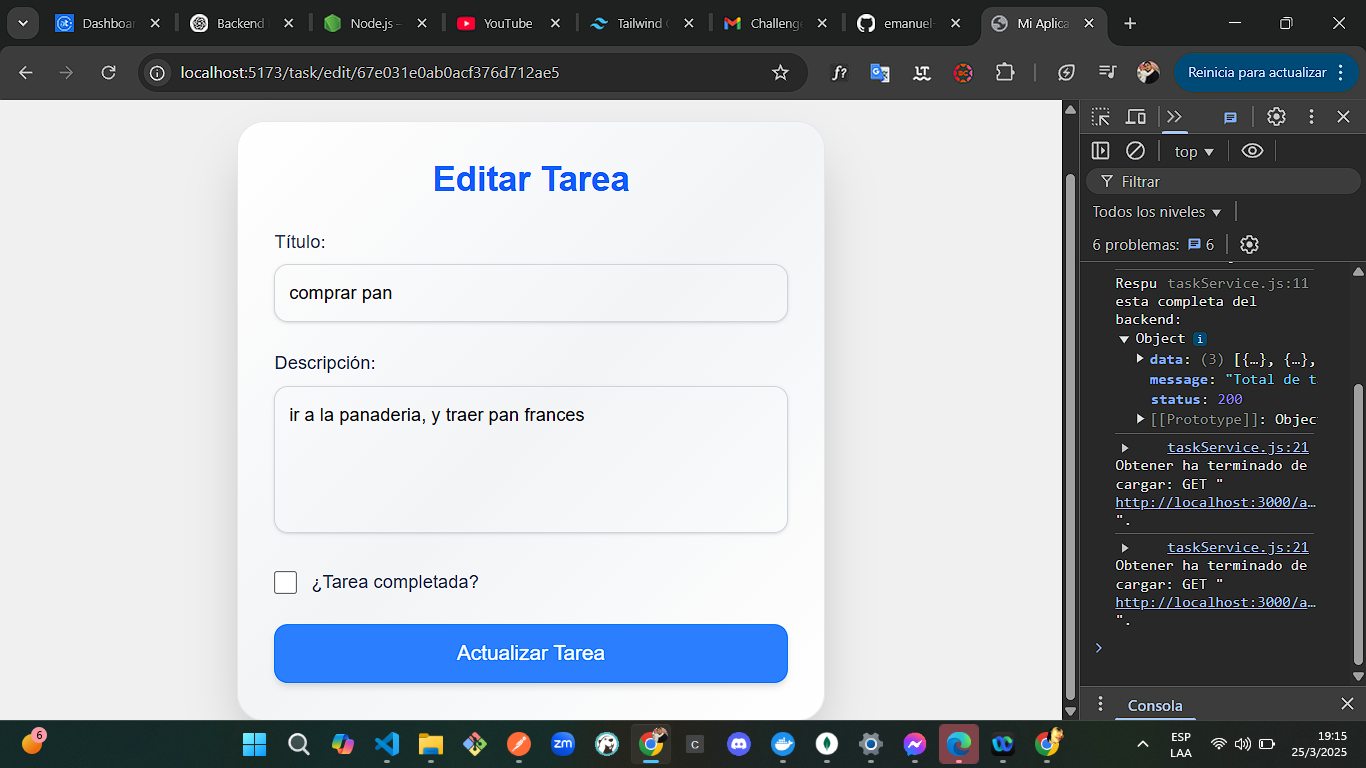 Dashboar
Backend
Node.js –
YouTube
Tailwind C
Challenge
emanuel-
Mi Aplica
localhost:5173/task/edit/67e031e0ab0acf376d712ae5
Reinicia para actualizar
Editar Tarea
Título:
comprar pan
Descripción:
ir a la panaderia, y traer pan frances
¿Tarea completada?
Actualizar Tarea
top
Filtrar
Todos los niveles
6 problemas: 6
Respu taskService.js:11
esta completa del
backend:
Object i
data: (3) [{…}, {…},
message: "Total de t
status: 200
[[Prototype]]: Objec
taskService.js:21
Obtener ha terminado de
cargar: GET "
http://localhost:3000/a…
".
taskService.js:21
Obtener ha terminado de
cargar: GET "
http://localhost:3000/a…
".
Consola
6
zm
C
ESP
LAA
19:15
25/3/2025